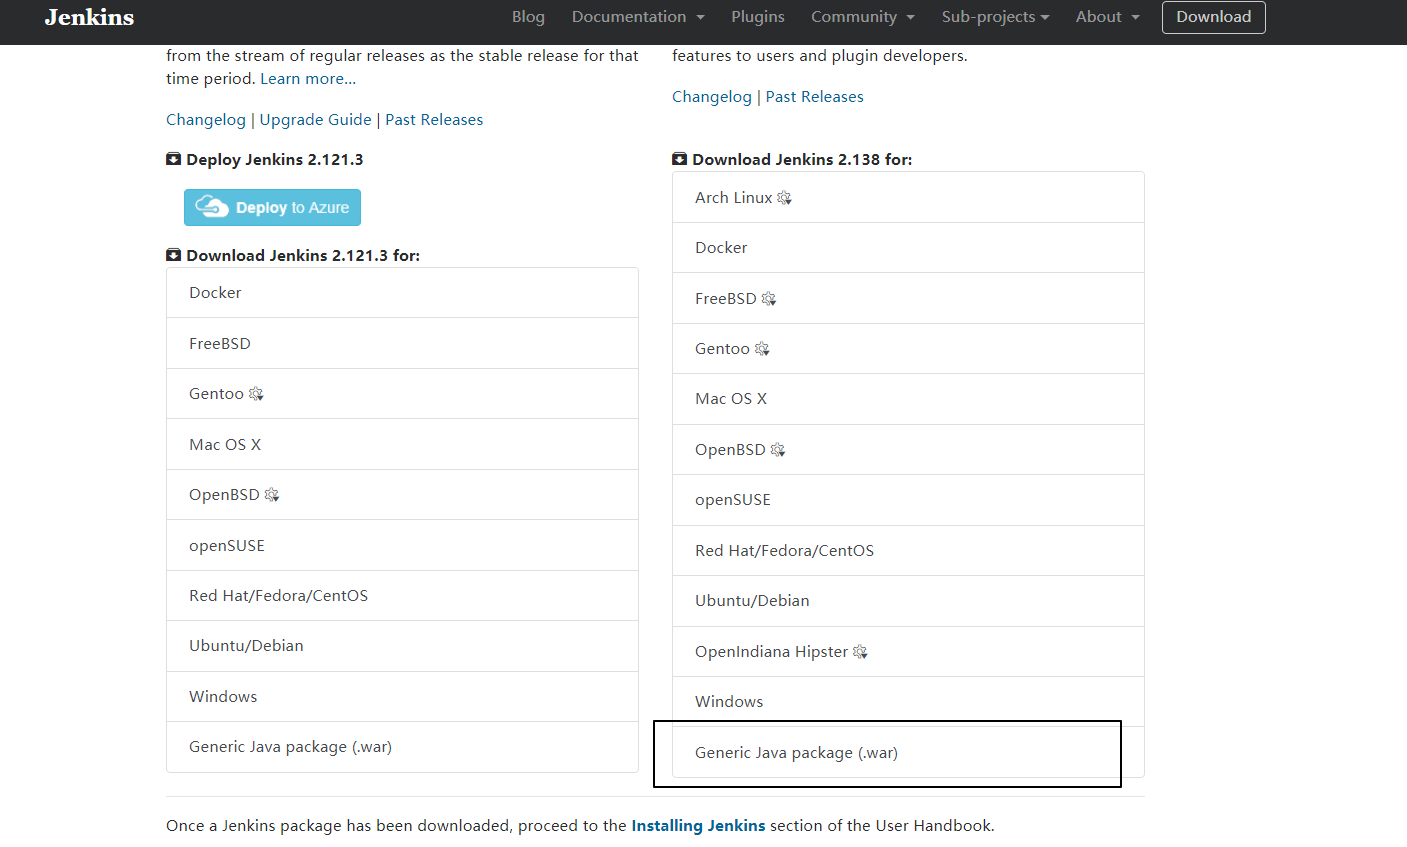 Jenkins
Blog Documentation Plugins Community Sub-projects About Download
from the stream of regular releases as the stable release for that
time period. Learn more...
Changelog | Upgrade Guide | Past Releases
Deploy Jenkins 2.121.3
Deploy to Azure
Download Jenkins 2.121.3 for:
Docker
FreeBSD
Gentoo
Mac OS X
OpenBSD
openSUSE
Red Hat/Fedora/CentOS
Ubuntu/Debian
Windows
Generic Java package (.war)
features to users and plugin developers.
Changelog | Past Releases
Download Jenkins 2.138 for:
Arch Linux
Docker
FreeBSD
Gentoo
Mac OS X
OpenBSD
openSUSE
Red Hat/Fedora/CentOS
Ubuntu/Debian
OpenIndiana Hipster
Windows
Generic Java package (.war)
Once a Jenkins package has been downloaded, proceed to the Installing Jenkins section of the User Handbook.